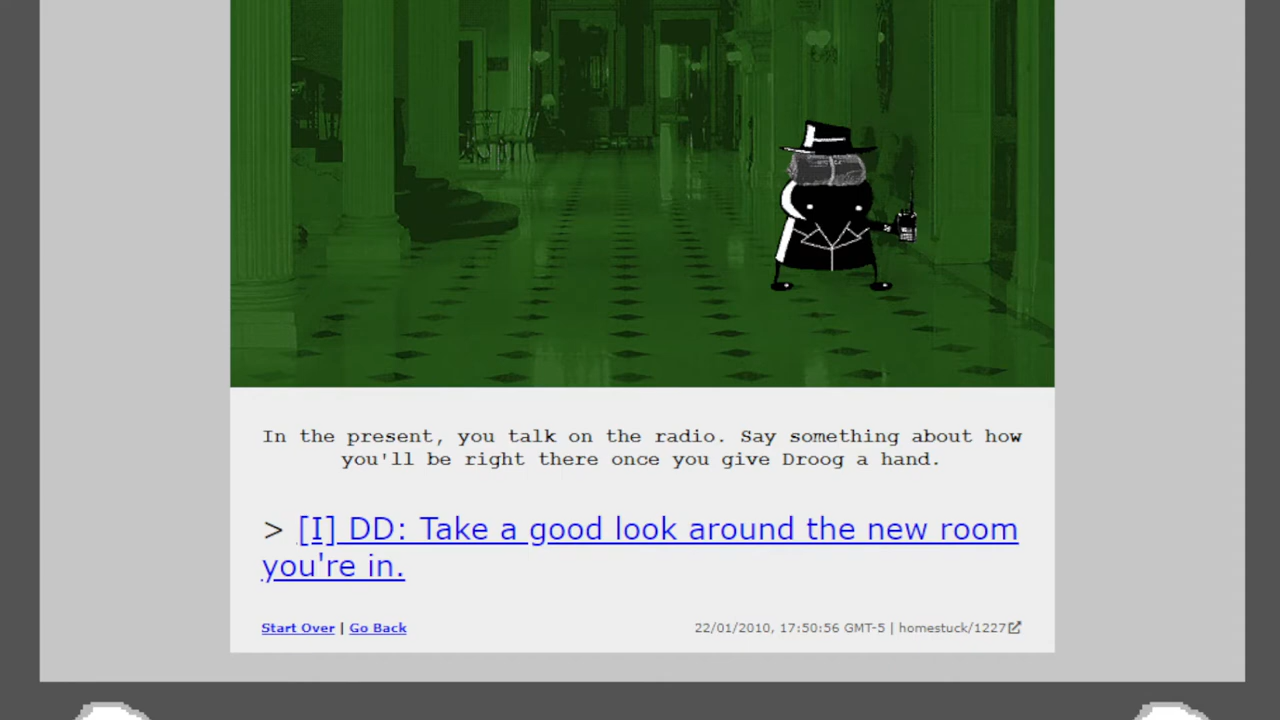 In the present, you talk on the radio. Say something about how
you'll be right there once you give Droog a hand.
> [I] DD: Take a good look around the new room
you're in.
Start Over | Go Back
22/01/2010, 17:50:56 GMT-5 | homestuck/1227